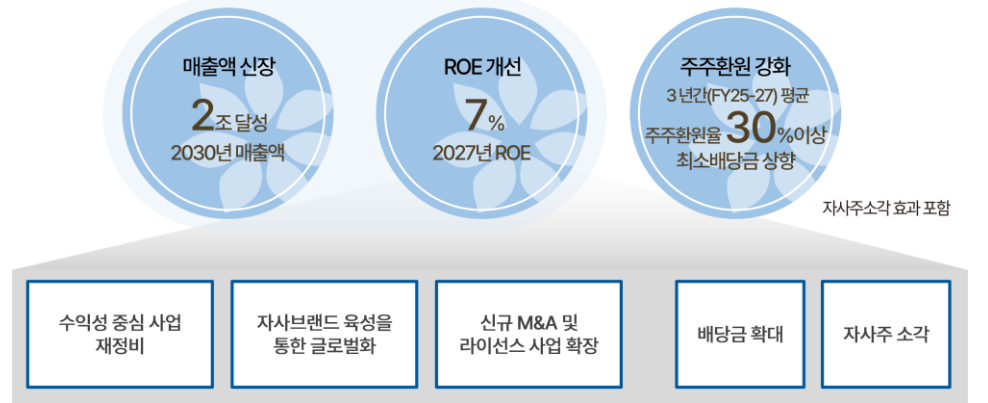 매출액 신장
2조 달성
2030년 매출액
ROE 개선
7%
2027년 ROE
주주환원 강화
3년간(FY25-27) 평균
주주환원율 30%이상
최소배당금 상향
자사주소각 효과 포함
수익성 중심 사업
재정비
자사브랜드 육성을
통한 글로벌화
신규 M&A 및
라이선스 사업 확장
배당금 확대
자사주 소각